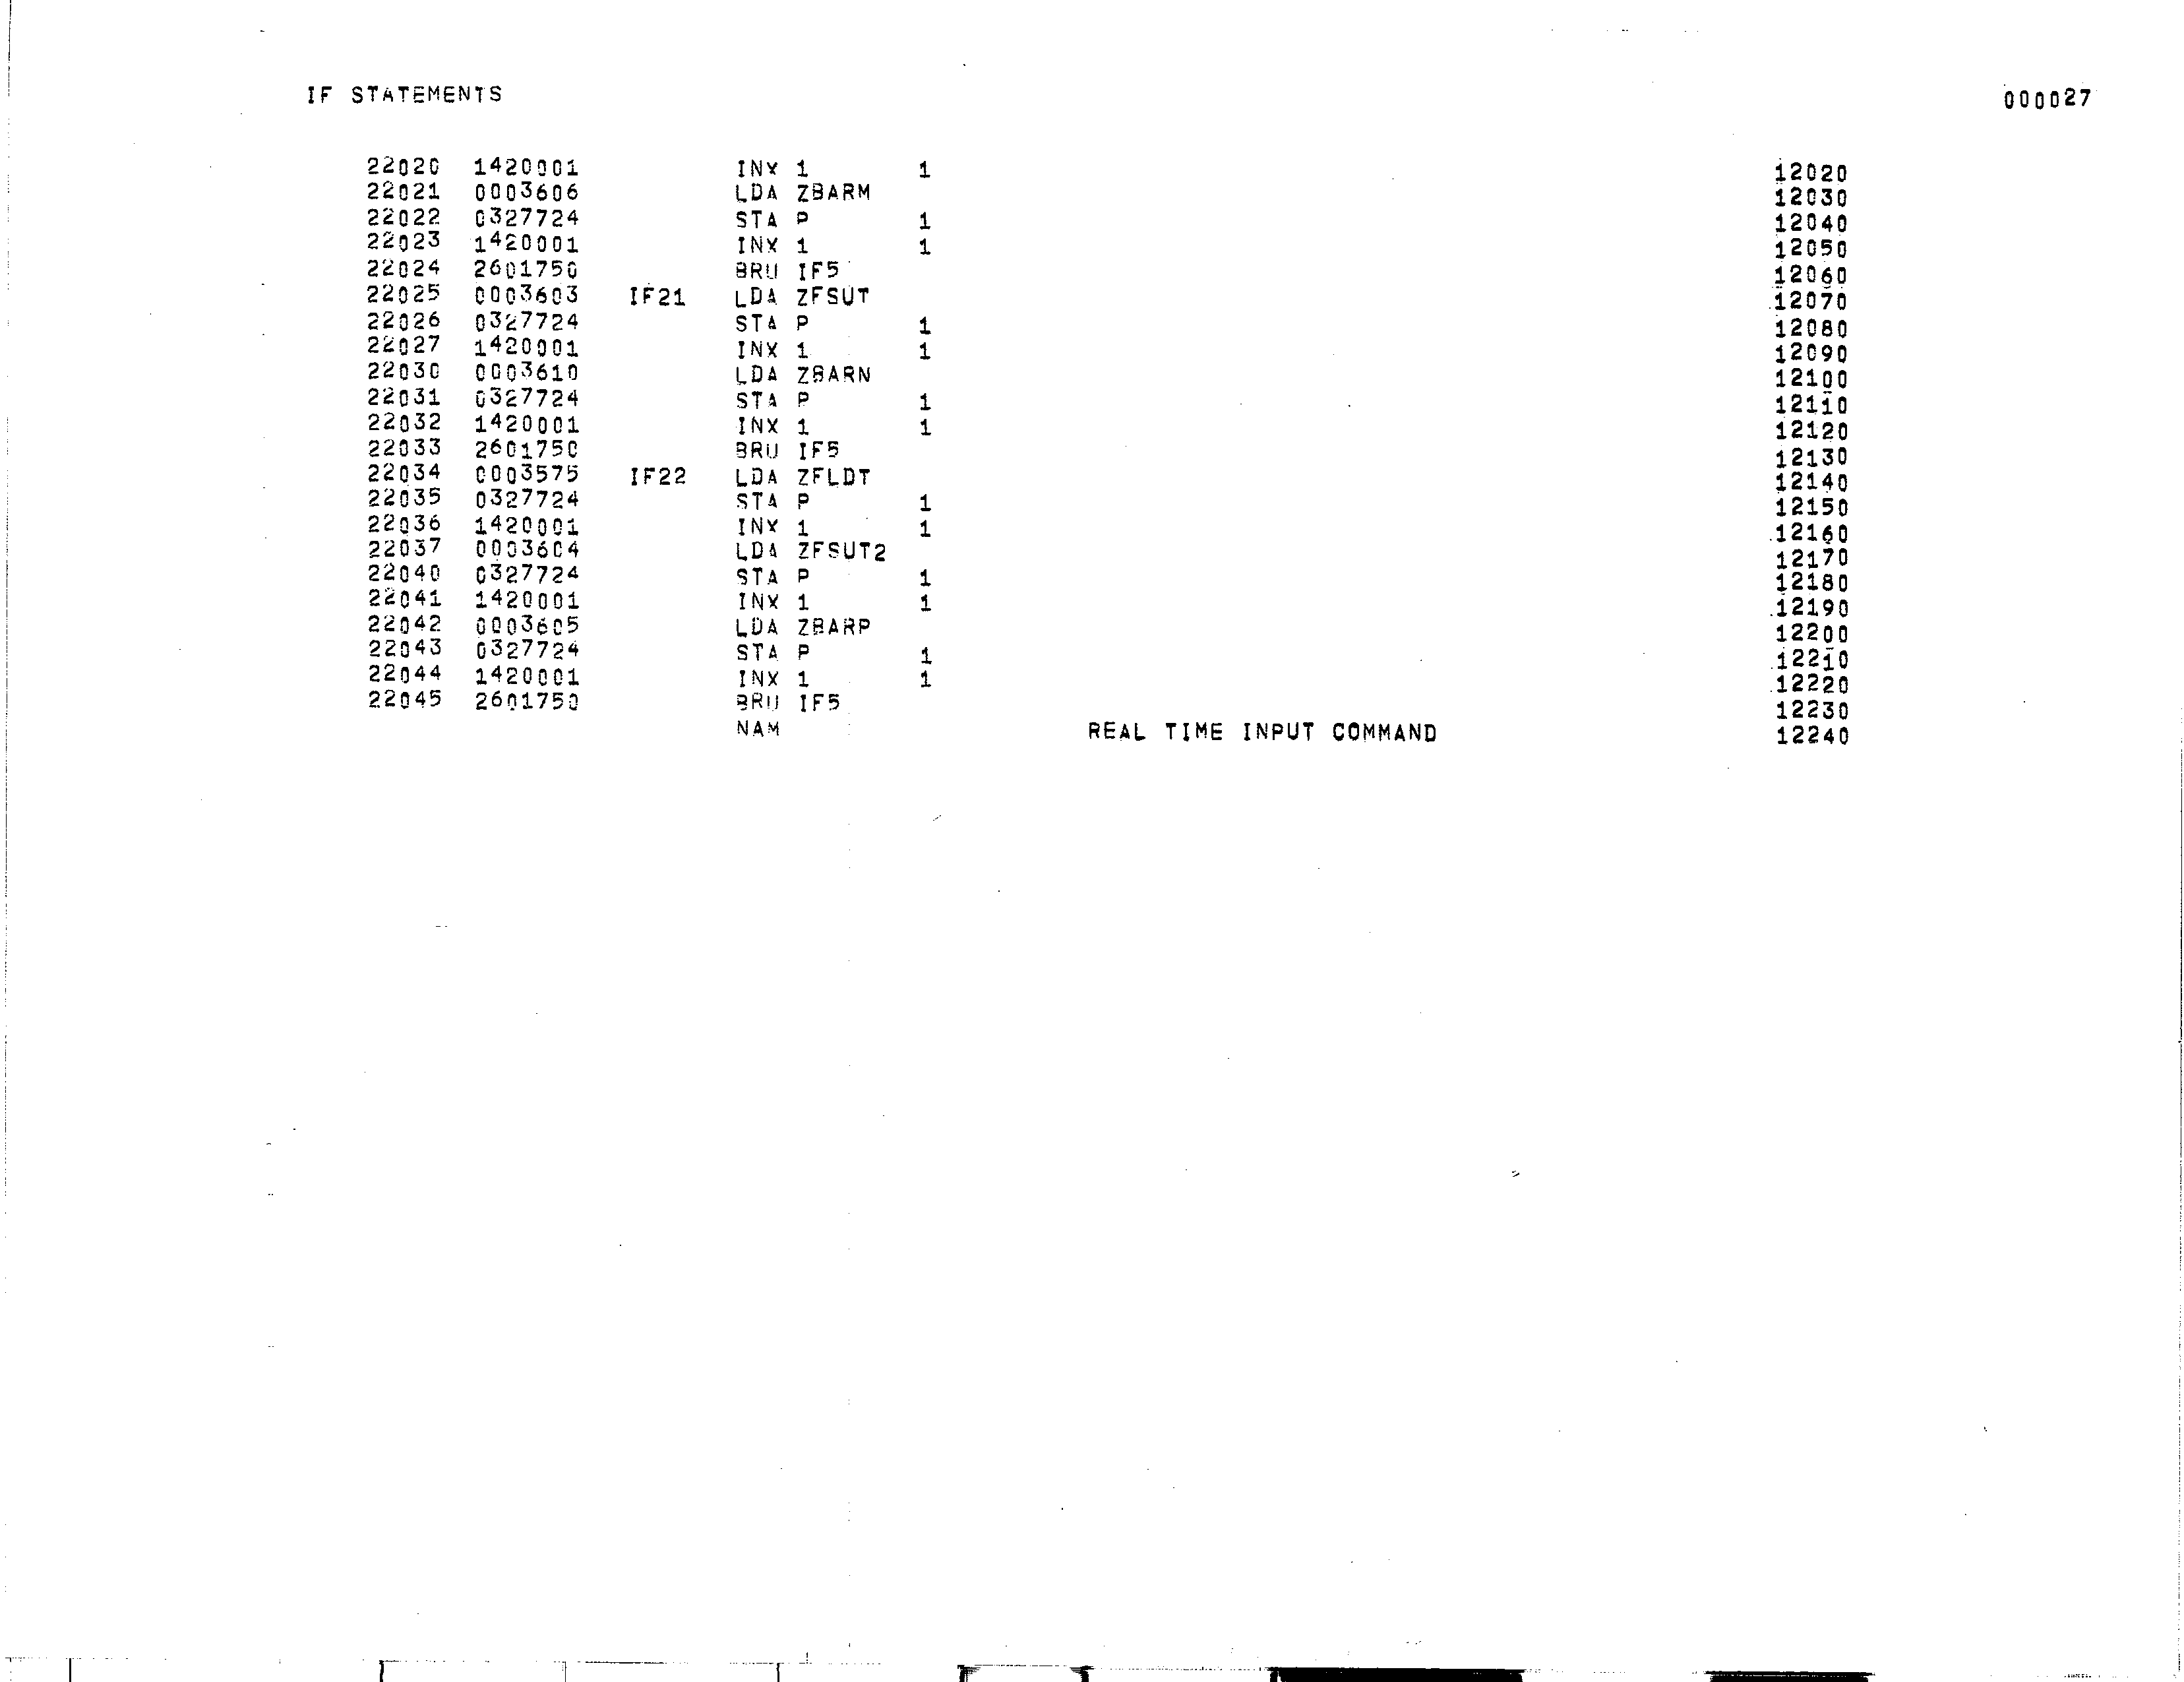 IF STATEMENTS 000027
22020 1420001 INX 1 1 12020
22021 0003606 LDA ZBARM 12030
22022 0327724 STA P 1 12040
22023 1420001 INX 1 1 12050
22024 2601750 BRU IF5 12060
22025 0003603 IF21 LDA ZFSUT 12070
22026 0327724 STA P 1 12080
22027 1420001 INX 1 1 12090
22030 0003610 LDA ZBARN 12100
22031 0327724 STA P 1 12110
22032 1420001 INX 1 1 12120
22033 2601750 BRU IF5 12130
22034 0003575 IF22 LDA ZFLDT 12140
22035 0327724 STA P 1 12150
22036 1420001 INX 1 1 12160
22037 0003604 LDA ZFSUT2 12170
22040 0327724 STA P 1 12180
22041 1420001 INX 1 1 12190
22042 0003605 LDA ZBARP 12200
22043 0327724 STA P 1 12210
22044 1420001 INX 1 1 12220
22045 2601750 BRU IF5 12230
NAM REAL TIME INPUT COMMAND 12240